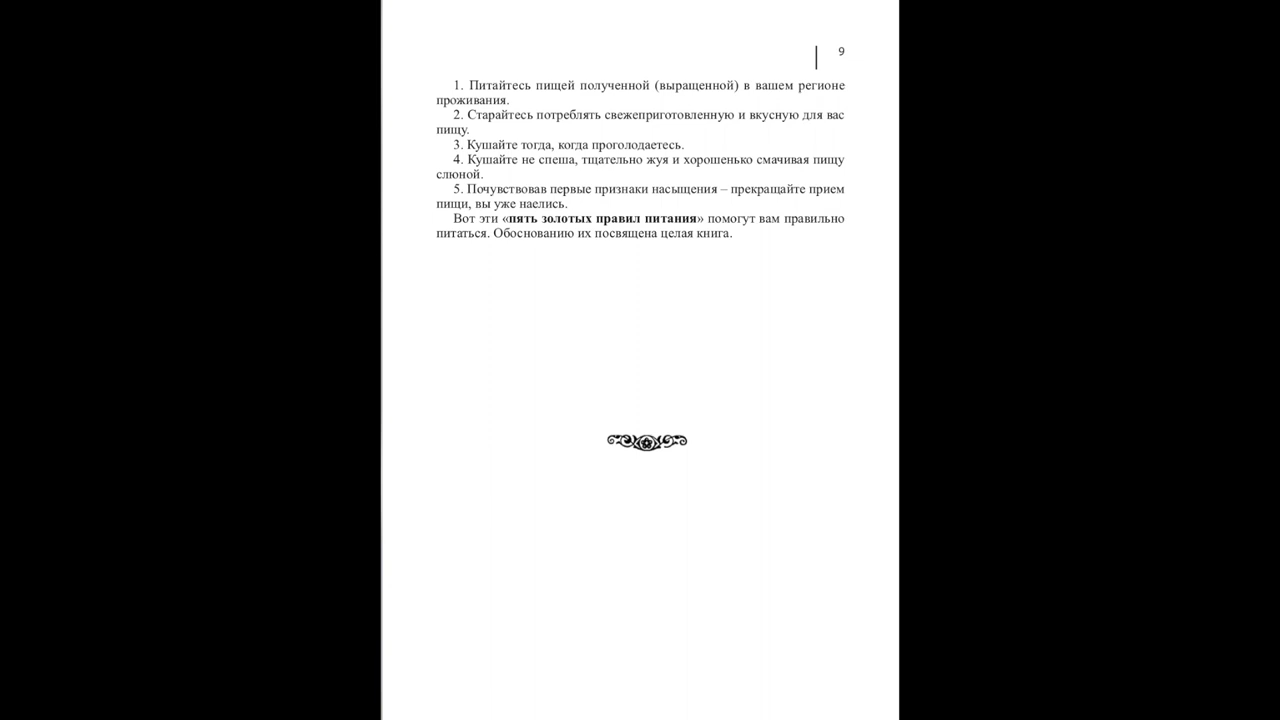 9
1. Питайтесь пищей полученной (выращенной) в вашем регионе
проживания.
2. Старайтесь потреблять свежеприготовленную и вкусную для вас
пищу.
3. Кушайте тогда, когда проголодаетесь.
4. Кушайте не спеша, тщательно жуя и хорошенько смачивая пищу
слюной.
5. Почувствовав первые признаки насыщения – прекращайте прием
пищи, вы уже наелись.
Вот эти «пять золотых правил питания» помогут вам правильно
питаться. Обоснованию их посвящена целая книга.